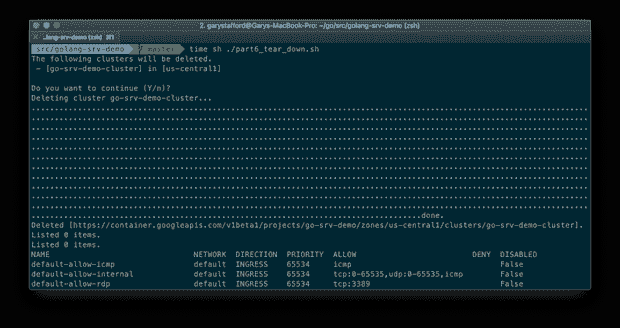 2. garystafford@Garys-MacBook-Pro: ~/go/src/golang-srv-demo (zsh)
..lang-srv-demo (zsh)
src/golang-srv-demo master time sh ./part6_tear_down.sh
The following clusters will be deleted.
- [go-srv-demo-cluster] in [us-central1]
Do you want to continue (Y/n)?
Deleting cluster go-srv-demo-cluster...
...done.
Deleted [https://container.googleapis.com/v1beta1/projects/go-srv-demo/zones/us-central1/clusters/go-srv-demo-cluster].
Listed 0 items.
Listed 0 items.
NAME NETWORK DIRECTION PRIORITY ALLOW DENY DISABLED
default-allow-icmp default INGRESS 65534 icmp False
default-allow-internal default INGRESS 65534 tcp:0-65535,udp:0-65535,icmp False
default-allow-rdp default INGRESS 65534 tcp:3389 False